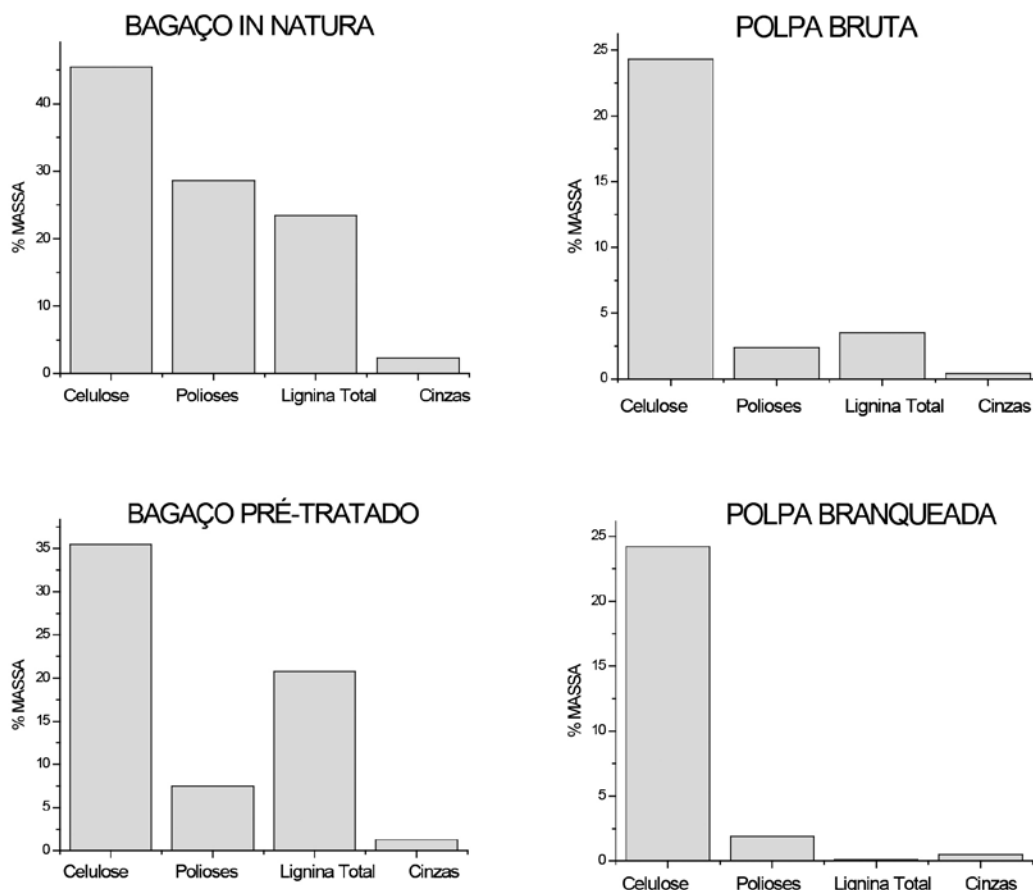 BAGAÇO IN NATURA
% MASSA
40
30
20
10
0
Celulose Polioses Lignina Total Cinzas
POLPA BRUTA
% MASSA
25
20
15
10
5
0
Celulose Polioses Lignina Total Cinzas
BAGAÇO PRÉ-TRATADO
% MASSA
35
30
25
20
15
10
5
0
Celulose Polioses Lignina Total Cinzas
POLPA BRANQUEADA
% MASSA
25
20
15
10
5
0
Celulose Polioses Lignina Total Cinzas